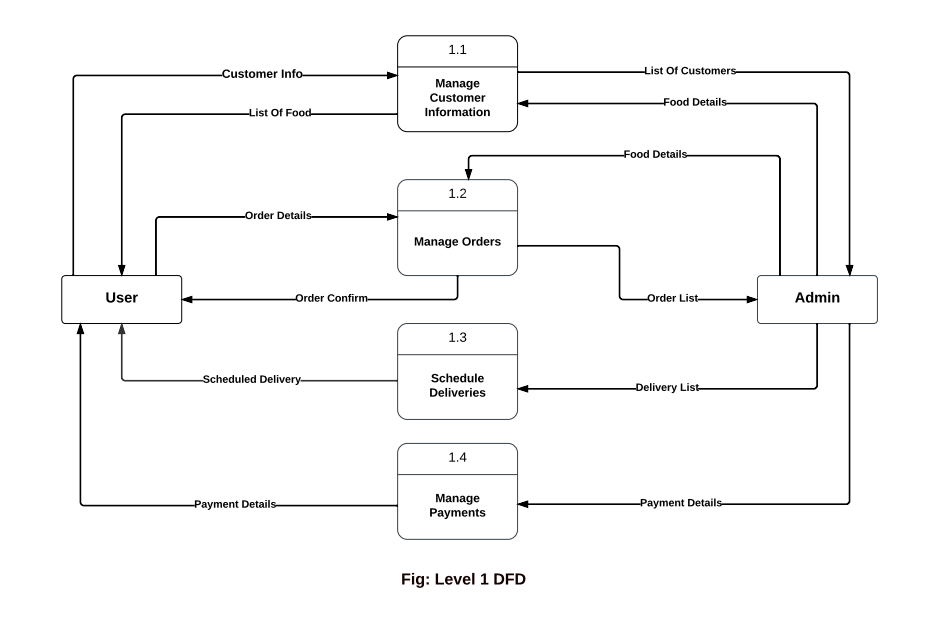 1.1
Customer Info
List Of Customers
Manage
Customer
Information
Food Details
List Of Food
Food Details
1.2
Order Details
Manage Orders
User
Order Confirm
Order List
Admin
1.3
Scheduled Delivery
Schedule
Deliveries
Delivery List
1.4
Payment Details
Manage
Payments
Payment Details
Fig: Level 1 DFD